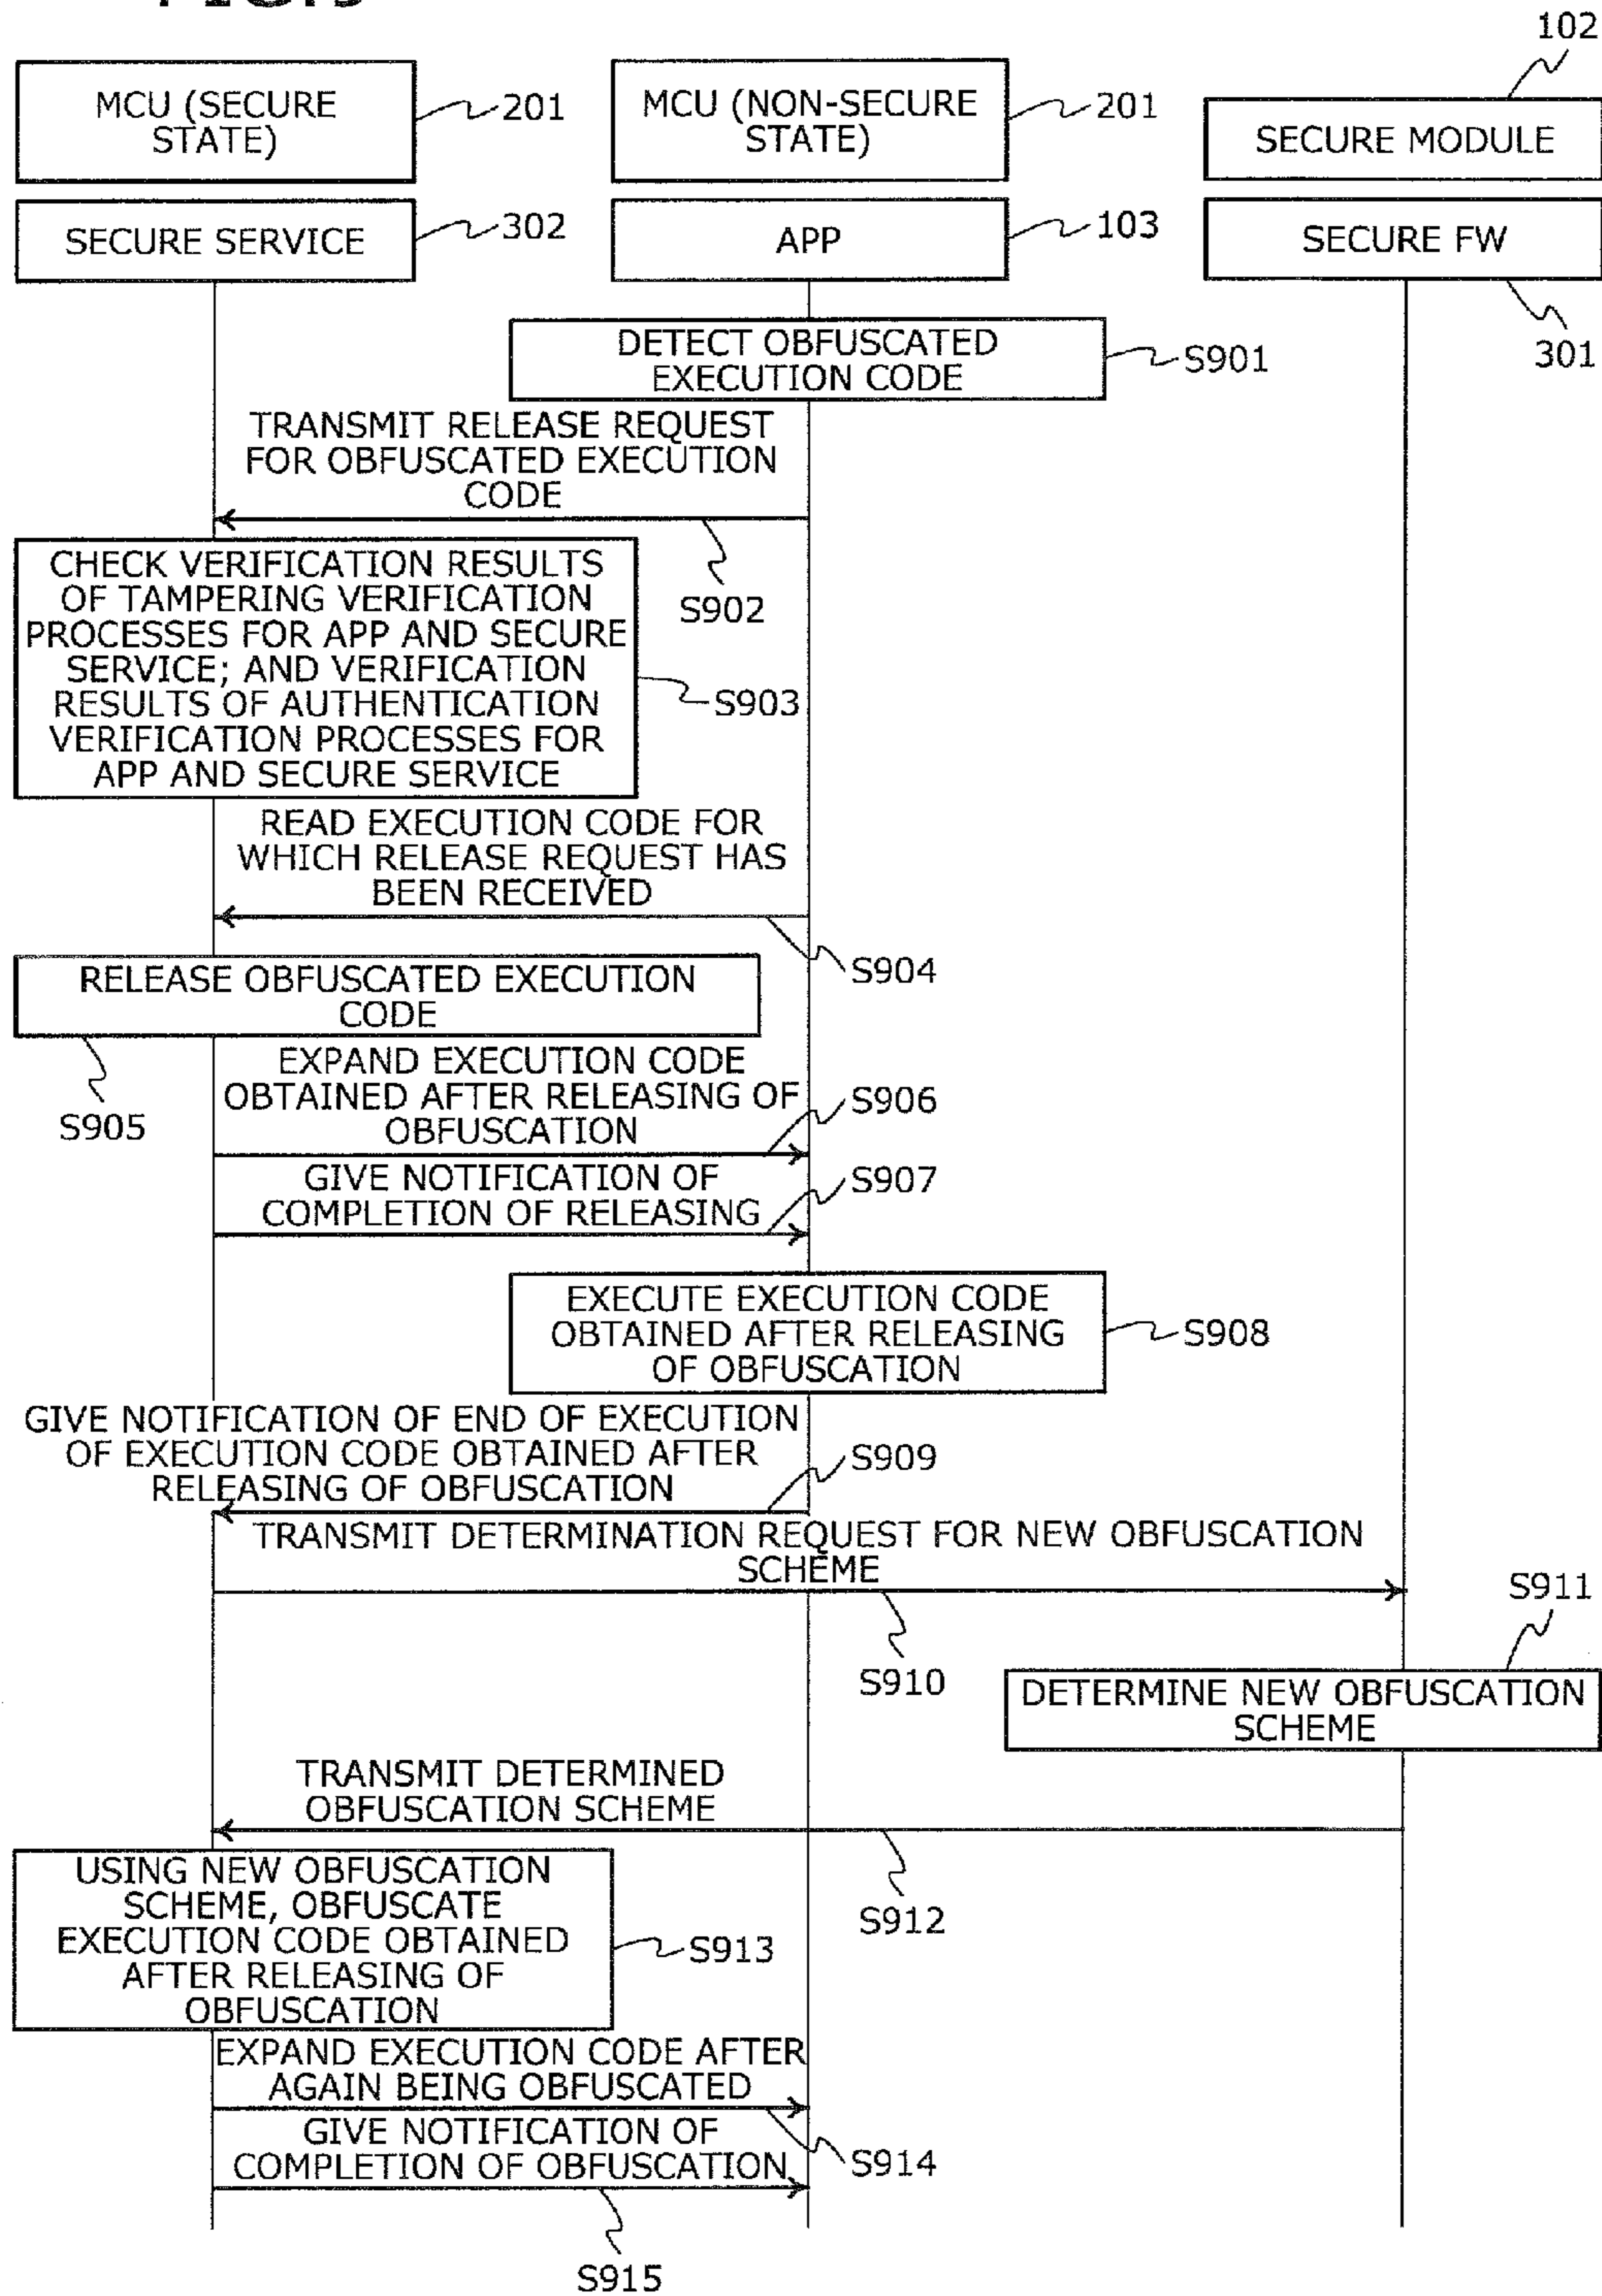 102
MCU (SECURE
STATE)
201
MCU (NON-SECURE
STATE)
201
SECURE MODULE
SECURE SERVICE
302
APP
103
SECURE FW
301
DETECT OBFUSCATED
EXECUTION CODE
S901
TRANSMIT RELEASE REQUEST
FOR OBFUSCATED EXECUTION
CODE
S902
CHECK VERIFICATION RESULTS
OF TAMPERING VERIFICATION
PROCESSES FOR APP AND SECURE
SERVICE; AND VERIFICATION
RESULTS OF AUTHENTICATION
VERIFICATION PROCESSES FOR
APP AND SECURE SERVICE
S903
READ EXECUTION CODE FOR
WHICH RELEASE REQUEST HAS
BEEN RECEIVED
S904
RELEASE OBFUSCATED EXECUTION
CODE
S905
EXPAND EXECUTION CODE
OBTAINED AFTER RELEASING OF
OBFUSCATION
S906
GIVE NOTIFICATION OF
COMPLETION OF RELEASING
S907
EXECUTE EXECUTION CODE
OBTAINED AFTER RELEASING
OF OBFUSCATION
S908
GIVE NOTIFICATION OF END OF EXECUTION
OF EXECUTION CODE OBTAINED AFTER
RELEASING OF OBFUSCATION
S909
TRANSMIT DETERMINATION REQUEST FOR NEW OBFUSCATION
SCHEME
S910
S911
DETERMINE NEW OBFUSCATION
SCHEME
TRANSMIT DETERMINED
OBFUSCATION SCHEME
S912
USING NEW OBFUSCATION
SCHEME, OBFUSCATE
EXECUTION CODE OBTAINED
AFTER RELEASING OF
OBFUSCATION
S913
EXPAND EXECUTION CODE AFTER
AGAIN BEING OBFUSCATED
S914
GIVE NOTIFICATION OF
COMPLETION OF OBFUSCATION
S915